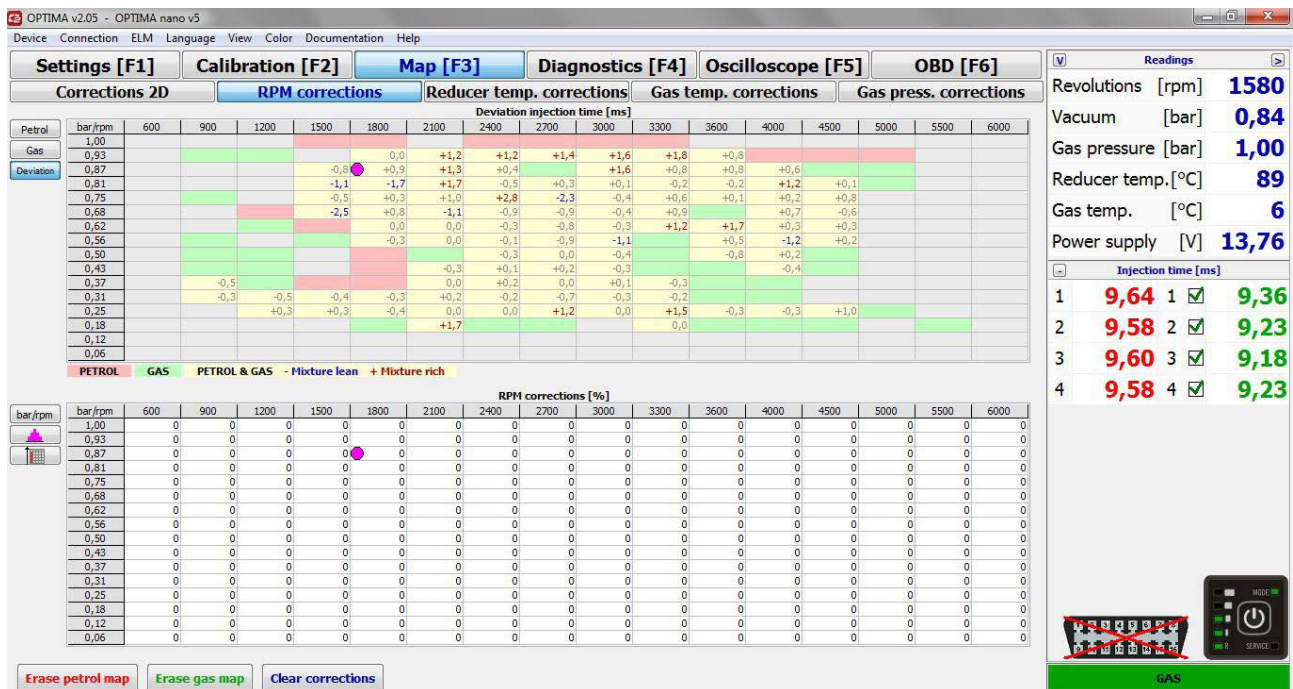 OPTIMA v2.05 - OPTIMA nano v5
Device Connection ELM Language View Color Documentation Help
Settings [F1] Calibration [F2] Map [F3] Diagnostics [F4] Oscilloscope [F5] OBD [F6]
Corrections 2D RPM corrections Reducer temp. corrections Gas temp. corrections Gas press. corrections
Deviation injection time [ms]
Petrol
Gas
Deviation
bar/rpm 600 900 1200 1500 1800 2100 2400 2700 3000 3300 3600 4000 4500 5000 5500 6000
1,00
0,93 0,0 +1,2 +1,2 +1,4 +1,6 +1,8 +0,8
0,87 -0,8 +0,9 +1,3 +0,4 +1,6 +0,8 +0,8 +0,6
0,81 -1,1 -1,7 +1,7 -0,5 +0,3 +0,1 -0,2 -0,2 +1,2 +0,1
0,75 -0,5 +0,3 +1,0 +2,8 -2,3 -0,4 +0,6 +0,1 +0,2 +0,8
0,68 -2,5 +0,8 -1,1 -0,9 -0,9 -0,4 +0,9 +0,7 -0,6
0,62 0,0 0,0 -0,3 -0,8 -0,3 +1,2 +1,7 +0,3 +0,3
0,56 -0,3 0,0 -0,1 -0,9 -1,1 +0,5 -1,2 +0,2
0,50 -0,3 0,0 -0,4 -0,8 +0,2
0,43 -0,3 +0,1 +0,2 -0,3 -0,4
0,37 -0,5 0,0 +0,2 0,0 +0,1 -0,3
0,31 -0,3 -0,5 -0,4 -0,3 +0,2 -0,2 -0,7 -0,3 -0,2
0,25 +0,3 +0,3 -0,4 0,0 0,0 +1,2 0,0 +1,5 -0,3 -0,3 +1,0
0,18 +1,7 0,0
0,12
0,06
PETROL GAS PETROL & GAS - Mixture lean + Mixture rich
RPM corrections [%]
bar/rpm
bar/rpm 600 900 1200 1500 1800 2100 2400 2700 3000 3300 3600 4000 4500 5000 5500 6000
1,00 0 0 0 0 0 0 0 0 0 0 0 0 0 0 0 0
0,93 0 0 0 0 0 0 0 0 0 0 0 0 0 0 0 0
0,87 0 0 0 0 0 0 0 0 0 0 0 0 0 0 0 0
0,81 0 0 0 0 0 0 0 0 0 0 0 0 0 0 0 0
0,75 0 0 0 0 0 0 0 0 0 0 0 0 0 0 0 0
0,68 0 0 0 0 0 0 0 0 0 0 0 0 0 0 0 0
0,62 0 0 0 0 0 0 0 0 0 0 0 0 0 0 0 0
0,56 0 0 0 0 0 0 0 0 0 0 0 0 0 0 0 0
0,50 0 0 0 0 0 0 0 0 0 0 0 0 0 0 0 0
0,43 0 0 0 0 0 0 0 0 0 0 0 0 0 0 0 0
0,37 0 0 0 0 0 0 0 0 0 0 0 0 0 0 0 0
0,31 0 0 0 0 0 0 0 0 0 0 0 0 0 0 0 0
0,25 0 0 0 0 0 0 0 0 0 0 0 0 0 0 0 0
0,18 0 0 0 0 0 0 0 0 0 0 0 0 0 0 0 0
0,12 0 0 0 0 0 0 0 0 0 0 0 0 0 0 0 0
0,06 0 0 0 0 0 0 0 0 0 0 0 0 0 0 0 0
Erase petrol map Erase gas map Clear corrections
V Readings >
Revolutions [rpm] 1580
Vacuum [bar] 0,84
Gas pressure [bar] 1,00
Reducer temp.[°C] 89
Gas temp. [°C] 6
Power supply [V] 13,76
- Injection time [ms]
1 9,64 1 9,36
2 9,58 2 9,23
3 9,60 3 9,18
4 9,58 4 9,23
MODE
R SERVICE
GAS